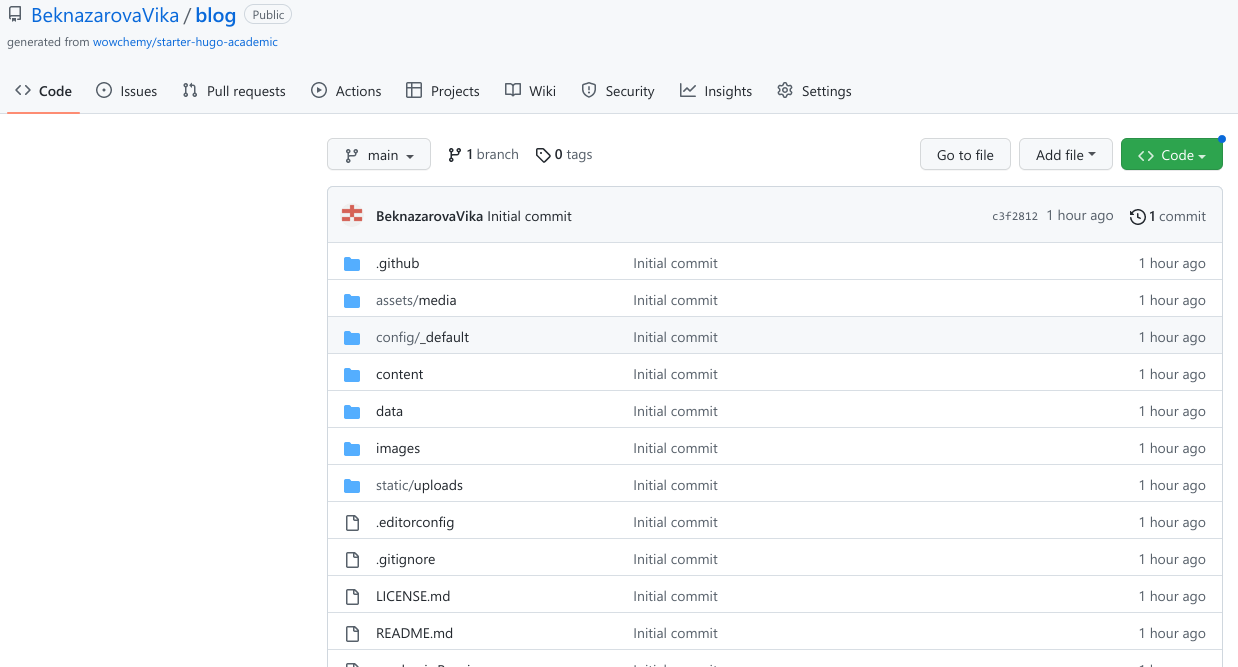 BeknazarovaVika / blog Public
generated from wowchemy/starter-hugo-academic
Code Issues Pull requests Actions Projects Wiki Security Insights Settings
main 1 branch 0 tags Go to file Add file Code
BeknazarovaVika Initial commit c3f2812 1 hour ago 1 commit
.github Initial commit 1 hour ago
assets/media Initial commit 1 hour ago
config/_default Initial commit 1 hour ago
content Initial commit 1 hour ago
data Initial commit 1 hour ago
images Initial commit 1 hour ago
static/uploads Initial commit 1 hour ago
.editorconfig Initial commit 1 hour ago
.gitignore Initial commit 1 hour ago
LICENSE.md Initial commit 1 hour ago
README.md Initial commit 1 hour ago